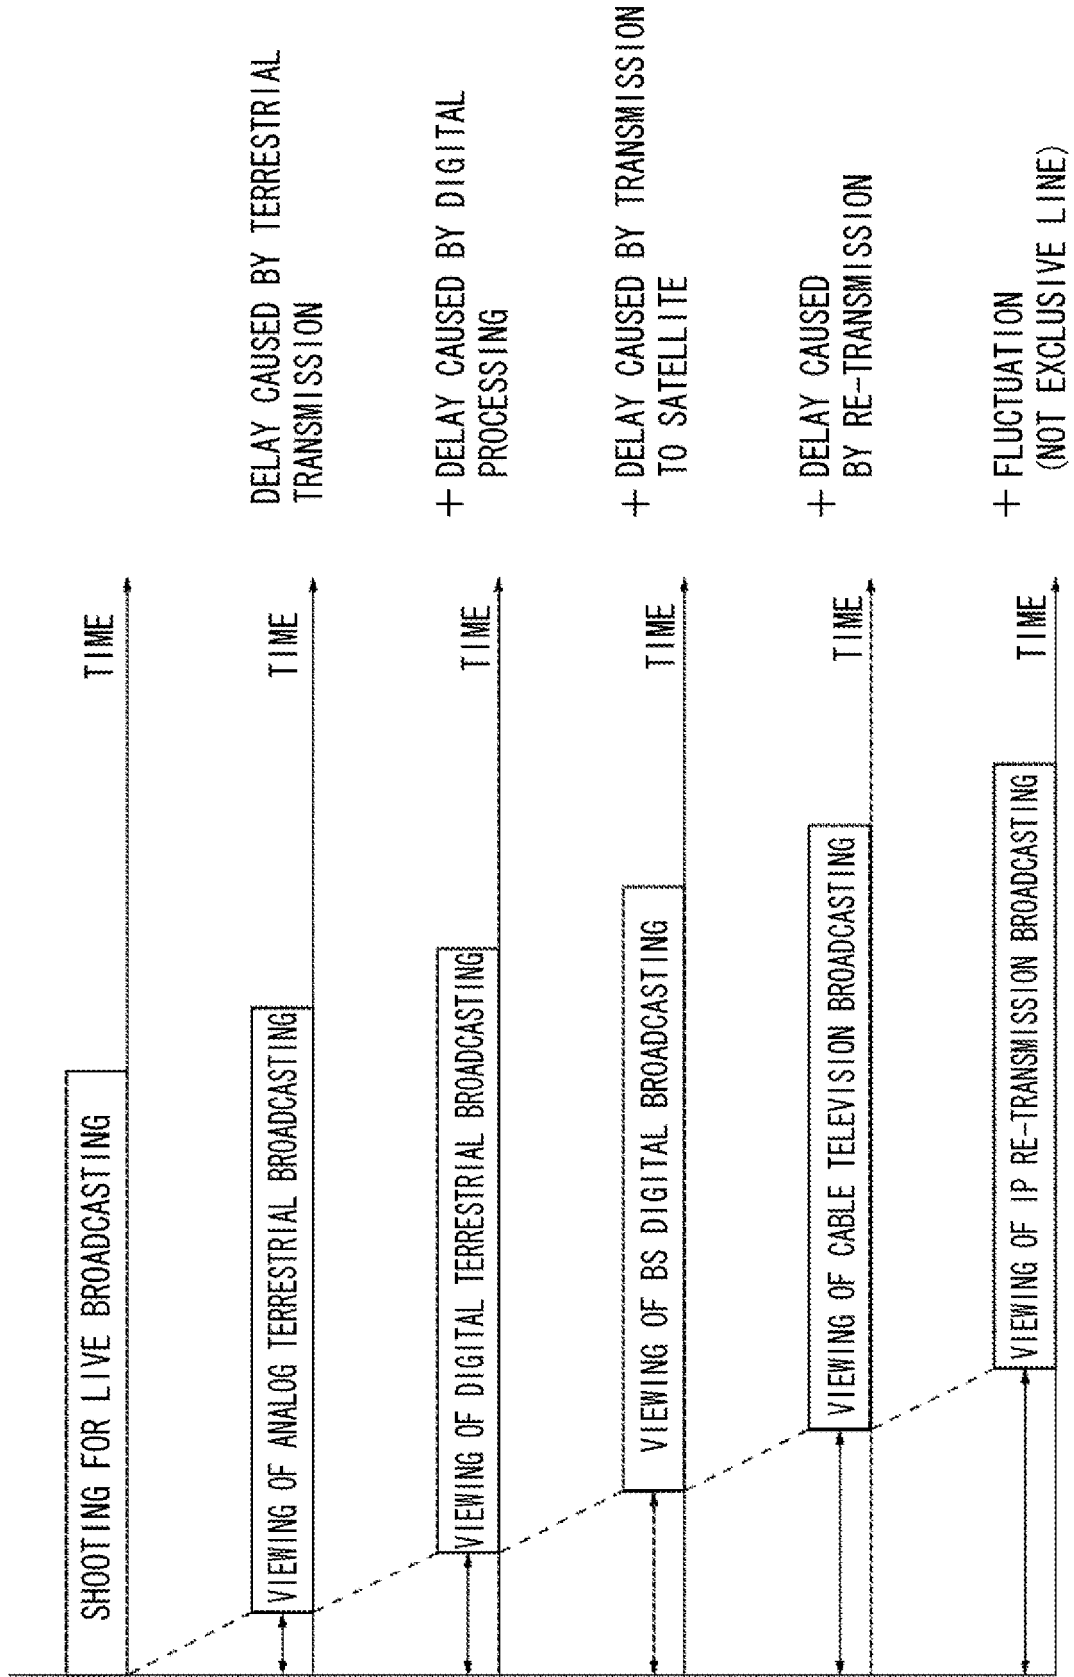 SHOOTING FOR LIVE BROADCASTING
TIME
VIEWING OF ANALOG TERRESTRIAL BROADCASTING
TIME
DELAY CAUSED BY TERRESTRIAL
TRANSMISSION
VIEWING OF DIGITAL TERRESTRIAL BROADCASTING
TIME
+ DELAY CAUSED BY DIGITAL
PROCESSING
VIEWING OF BS DIGITAL BROADCASTING
TIME
+ DELAY CAUSED BY TRANSMISSION
TO SATELLITE
VIEWING OF CABLE TELEVISION BROADCASTING
TIME
+ DELAY CAUSED
BY RE-TRANSMISSION
VIEWING OF IP RE-TRANSMISSION BROADCASTING
TIME
+ FLUCTUATION
(NOT EXCLUSIVE LINE)